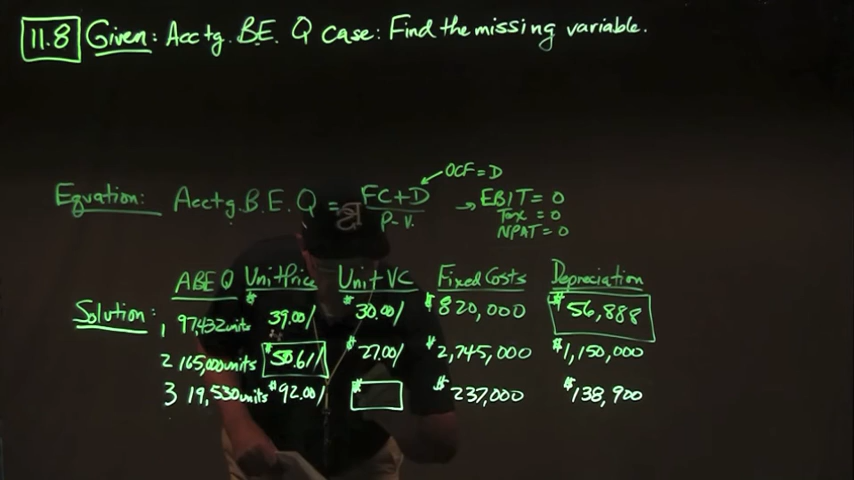 11.8 Given: Acctg. B.E. Q case: Find the missing variable.
OCF = D
Equation: Acctg. B.E. Q = FC+D / P-V. → EBIT = 0
Tax = 0
NPAT = 0
ABEQ Unit Price Unit VC Fixed Costs Depreciation
Solution: 1 97,432 units $39.00/ $30.00/ $820,000 $56,888
2 165,000 units $50.61/ $27.00/ $2,745,000 $1,150,000
3 19,530 units $92.00/ $ $237,000 $138,900